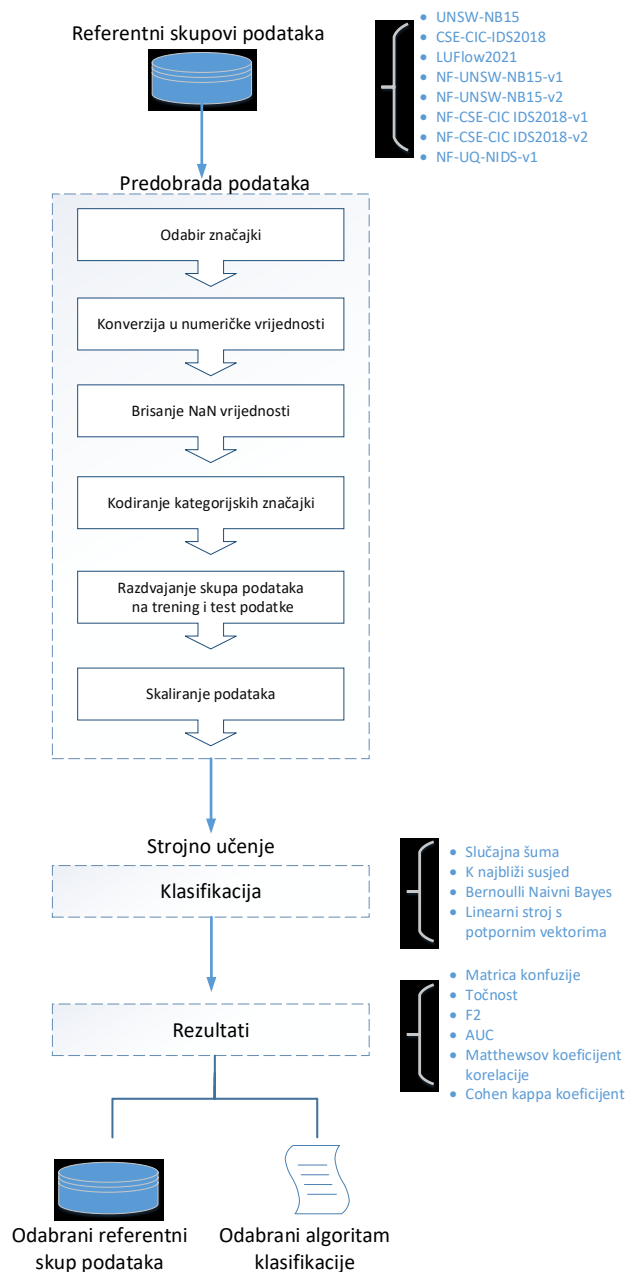 Referentni skupovi podataka
• UNSW-NB15
• CSE-CIC-IDS2018
• LUFlow2021
• NF-UNSW-NB15-v1
• NF-UNSW-NB15-v2
• NF-CSE-CIC IDS2018-v1
• NF-CSE-CIC IDS2018-v2
• NF-UQ-NIDS-v1
Predobrada podataka
Odabir značajki
Konverzija u numeričke vrijednosti
Brisanje NaN vrijednosti
Kodiranje kategorijskih značajki
Razdvajanje skupa podataka
na trening i test podatke
Skaliranje podataka
Strojno učenje
Klasifikacija
• Slučajna šuma
• K najbliži susjed
• Bernoulli Naivni Bayes
• Linearni stroj s
potpornim vektorima
Rezultati
• Matrica konfuzije
• Točnost
• F2
• AUC
• Matthewsov koeficijent
korelacije
• Cohen kappa koeficijent
Odabrani referentni
skup podataka
Odabrani algoritam
klasifikacije